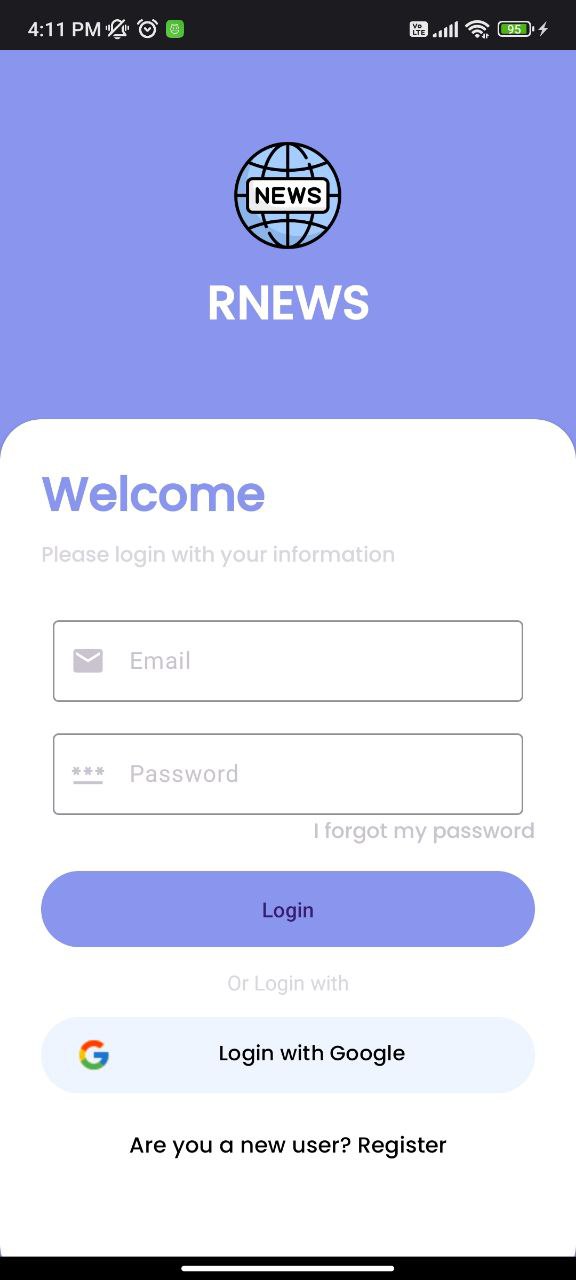 4:11 PM
Vo LTE
95
NEWS
RNEWS
Welcome
Please login with your information
Email
*** Password
I forgot my password
Login
Or Login with
G Login with Google
Are you a new user? Register